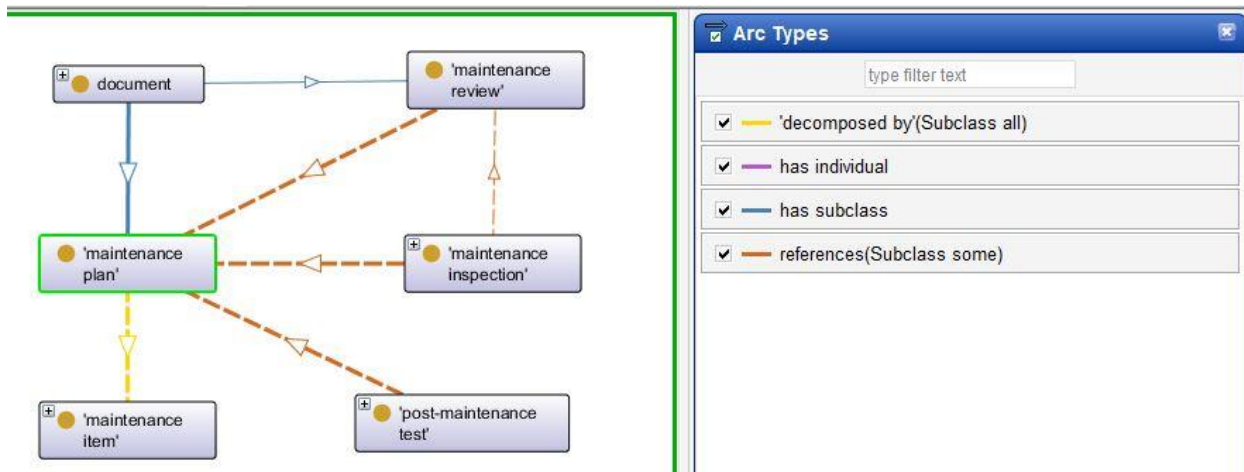 document
'maintenance
review'
'maintenance
plan'
'maintenance
inspection'
'maintenance
item'
'post-maintenance
test'
Arc Types
type filter text
'decomposed by'(Subclass all)
has individual
has subclass
references(Subclass some)